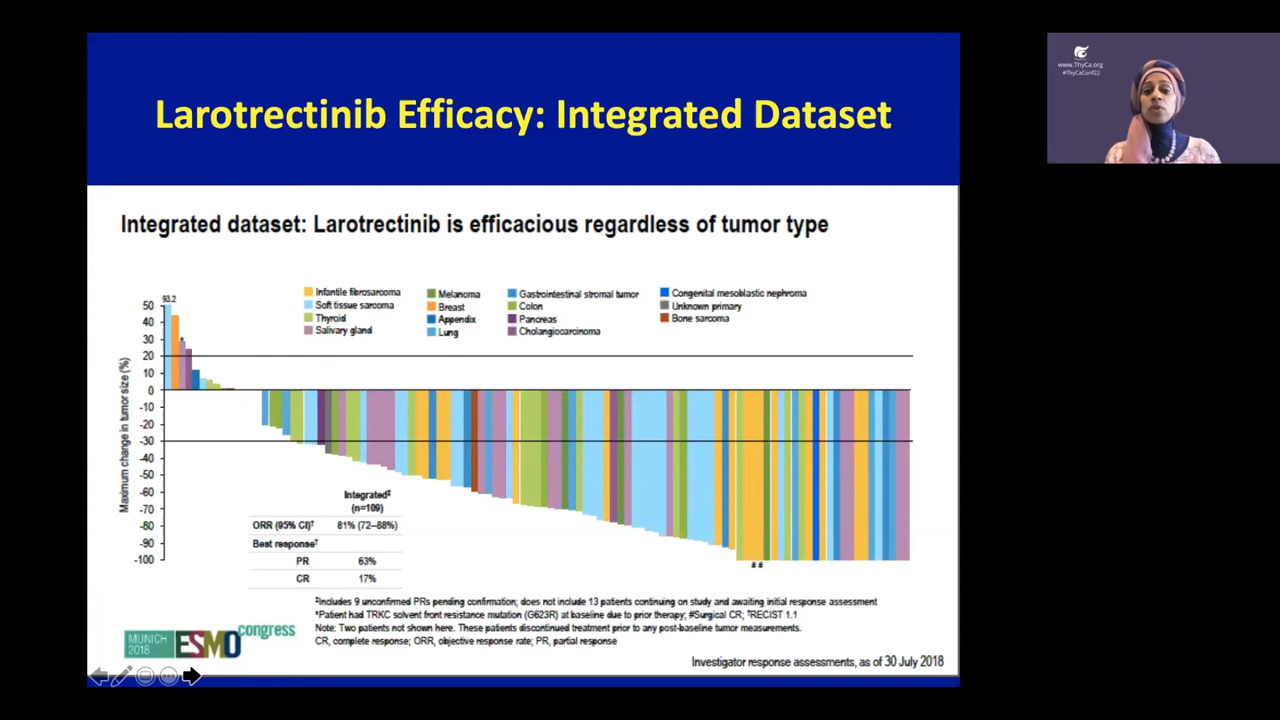 Larotrectinib Efficacy: Integrated Dataset
www.ThyCa.org
#ThyCaConf22
Integrated dataset: Larotrectinib is efficacious regardless of tumor type
Infantile fibrosarcoma
Soft tissue sarcoma
Thyroid
Salivary gland
Melanoma
Breast
Appendix
Lung
Gastrointestinal stromal tumor
Colon
Pancreas
Cholangiocarcinoma
Congenital mesoblastic nephroma
Unknown primary
Bone sarcoma
Maximum change in tumor size (%)
93.2
50
40
30
20
10
0
-10
-20
-30
-40
-50
-60
-70
-80
-90
-100
# #
Integrated‡
(n=109)
ORR (95% CI)† 81% (72–88%)
Best response†
PR 63%
CR 17%
‡Includes 9 unconfirmed PRs pending confirmation; does not include 13 patients continuing on study and awaiting initial response assessment
*Patient had TRKC solvent front resistance mutation (G623R) at baseline due to prior therapy; #Surgical CR; †RECIST 1.1
Note: Two patients not shown here. These patients discontinued treatment prior to any post-baseline tumor measurements.
CR, complete response; ORR, objective response rate; PR, partial response
MUNICH
2018
ESMO
congress
Investigator response assessments, as of 30 July 2018